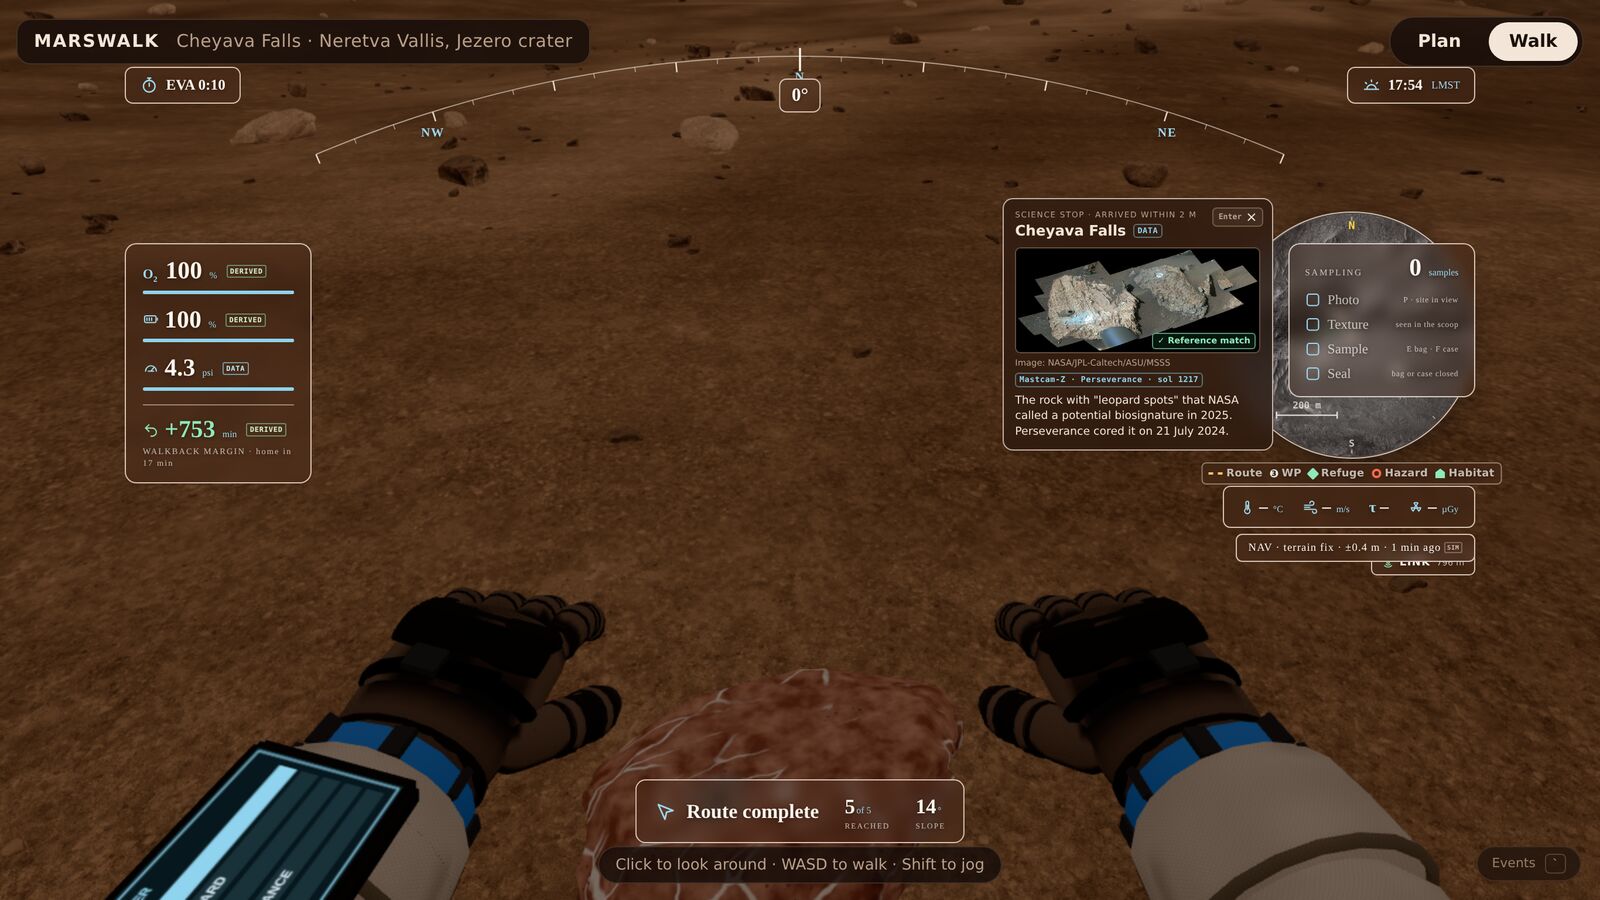 MARSWALK Cheyava Falls · Neretva Vallis, Jezero crater
Plan Walk
EVA 0:10
N
0°
17:54 LMST
NW
NE
O2 100 % DERIVED
100 % DERIVED
4.3 psi DATA
+753 min DERIVED
WALKBACK MARGIN · home in
17 min
SCIENCE STOP · ARRIVED WITHIN 2 M
Enter ×
Cheyava Falls DATA
✓ Reference match
Image: NASA/JPL-Caltech/ASU/MSSS
Mastcam-Z · Perseverance · sol 1217
The rock with "leopard spots" that NASA
called a potential biosignature in 2025.
Perseverance cored it on 21 July 2024.
N
SAMPLING 0 samples
Photo P · site in view
Texture seen in the scoop
Sample E bag · F case
Seal bag or case closed
200 m
S
Route 3 WP Refuge Hazard Habitat
— °C — m/s τ — — µGy
NAV · terrain fix · ±0.4 m · 1 min ago SIM
LINK 796 m
Route complete 5 of 5 14°
REACHED SLOPE
Click to look around · WASD to walk · Shift to jog
Events `
ER
ARD
ANCE